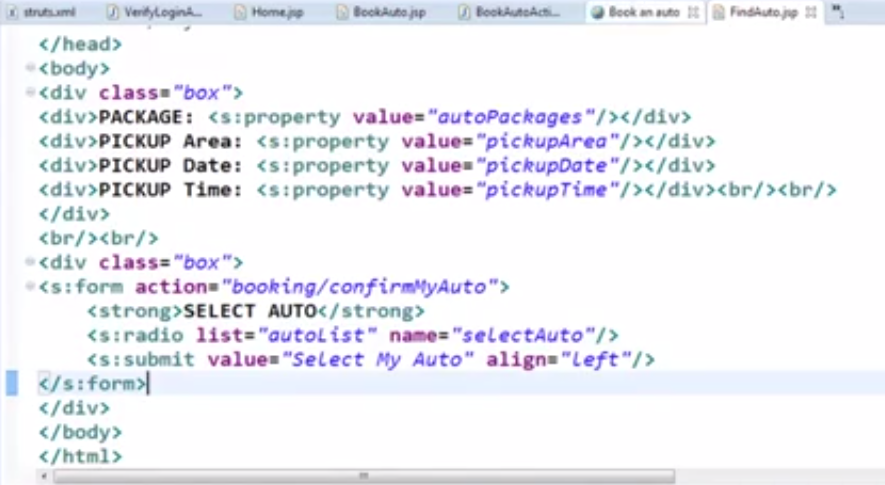 struts.xml VerifyLoginA... Home.jsp BookAuto.jsp BookAutoActi... Book an auto FindAuto.jsp
</head>
<body>
<div class="box">
<div>PACKAGE: <s:property value="autoPackages"/></div>
<div>PICKUP Area: <s:property value="pickupArea"/></div>
<div>PICKUP Date: <s:property value="pickupDate"/></div>
<div>PICKUP Time: <s:property value="pickupTime"/></div><br/><br/>
</div>
<br/><br/>
<div class="box">
<s:form action="booking/confirmMyAuto">
<strong>SELECT AUTO</strong>
<s:radio list="autoList" name="selectAuto"/>
<s:submit value="Select My Auto" align="left"/>
</s:form>
</div>
</body>
</html>